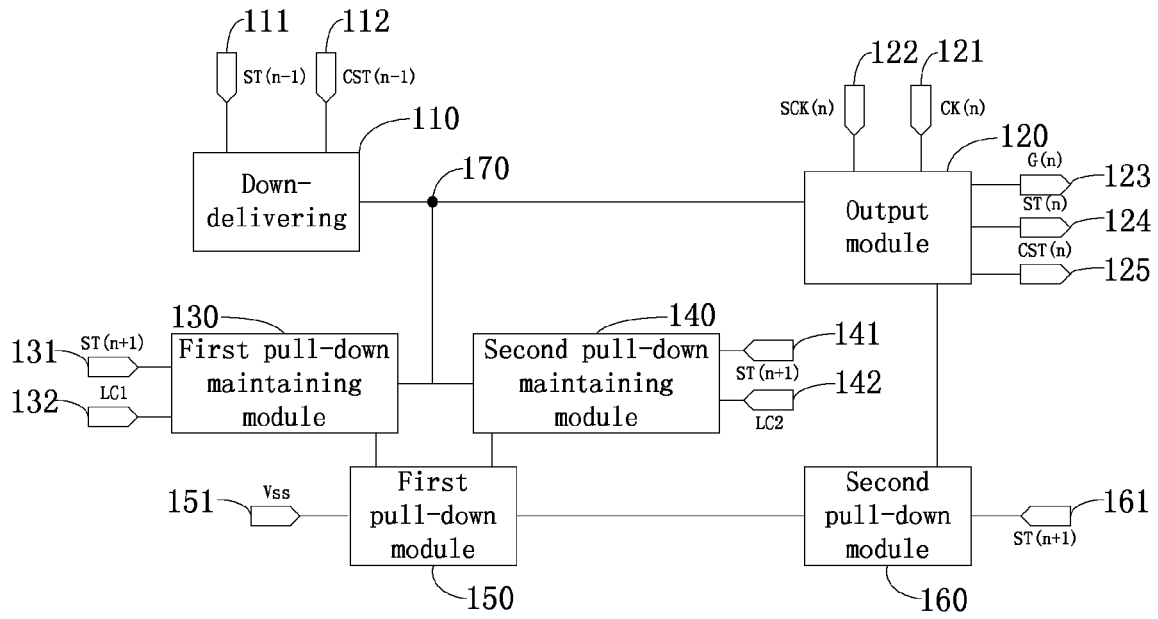 111
112
ST(n-1)
CST(n-1)
110
Down-
delivering
170
122
121
SCK(n)
CK(n)
120
Output
module
G(n)
123
ST(n)
124
CST(n)
125
130
First pull-down
maintaining
module
131
ST(n+1)
132
LC1
140
Second pull-down
maintaining
module
141
ST(n+1)
142
LC2
151
Vss
First
pull-down
module
150
Second
pull-down
module
160
161
ST(n+1)